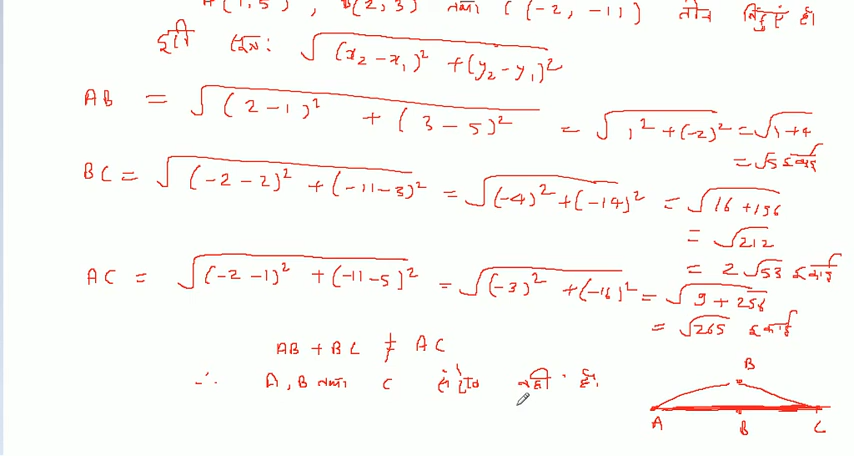 A(1,5), B(2,3) तथा C(-2, -11) तीन बिंदुएं हैं।
दूरी सूत्र: √(x₂-x₁)² + (y₂-y₁)²
AB = √(2-1)² + (3-5)² = √1² + (-2)² = √1+4
= √5 इकाई
BC = √(-2-2)² + (-11-3)² = √(-4)² + (-14)² = √16+196
= √212
= 2√53 इकाई
AC = √(-2-1)² + (-11-5)² = √(-3)² + (-16)² = √9+256
= √265 इकाई
AB + BC ≠ AC
∴ A, B तथा C संरेख नहीं हैं।
B
A B C